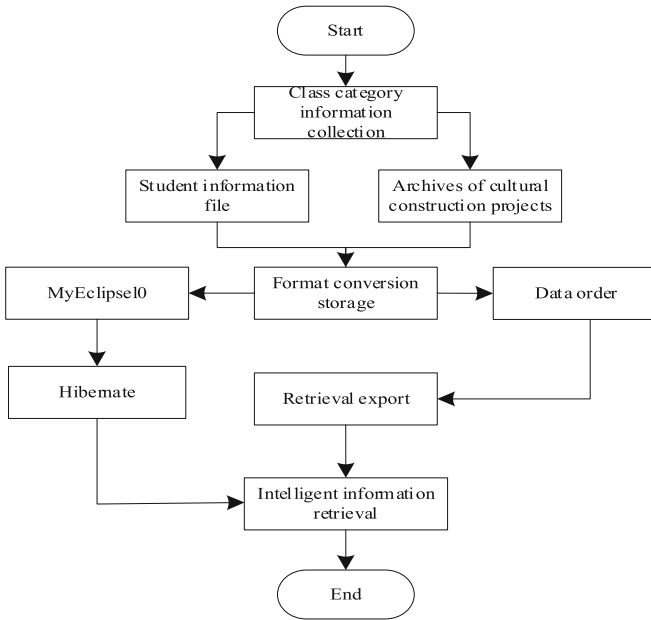 Start
Class category
information
collection
Student information
file
Archives of cultural
construction projects
MyEclipsel0
Format conversion
storage
Data order
Hibernate
Retrieval export
Intelligent information
retrieval
End